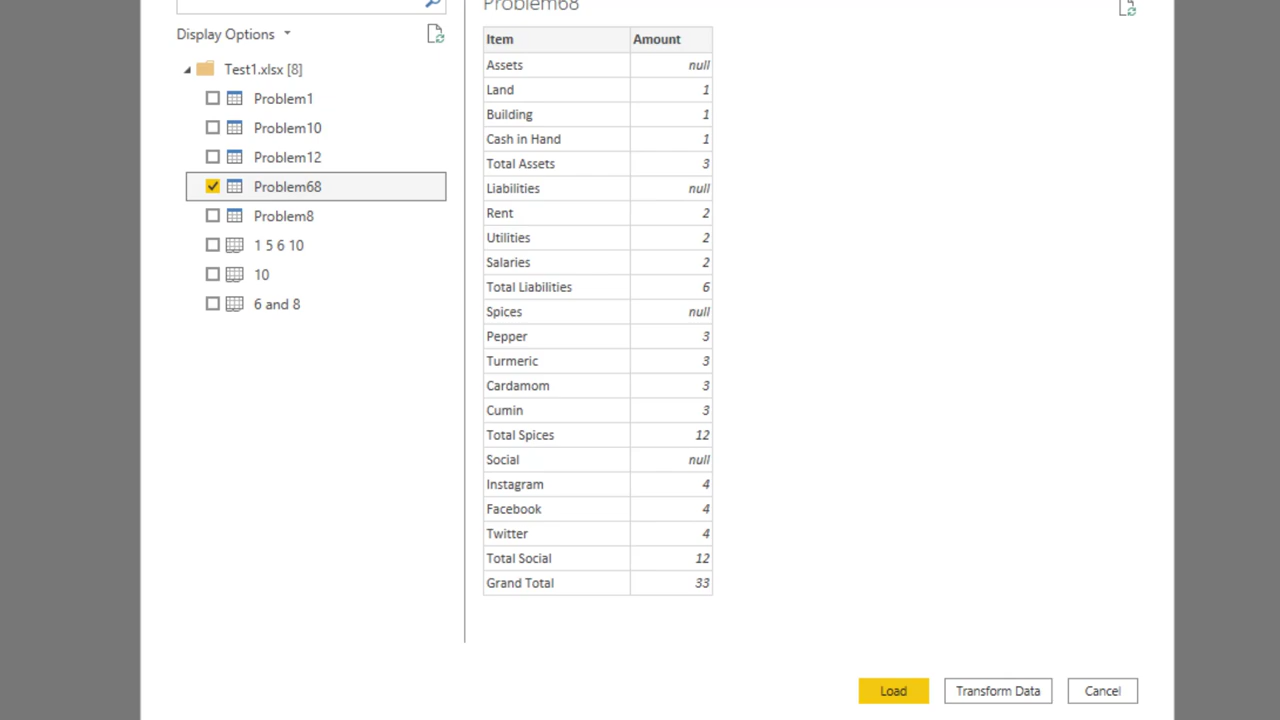 Problem68
Display Options
Test1.xlsx [8]
Problem1
Problem10
Problem12
Problem68
Problem8
1 5 6 10
10
6 and 8
Item Amount
Assets null
Land 1
Building 1
Cash in Hand 1
Total Assets 3
Liabilities null
Rent 2
Utilities 2
Salaries 2
Total Liabilities 6
Spices null
Pepper 3
Turmeric 3
Cardamom 3
Cumin 3
Total Spices 12
Social null
Instagram 4
Facebook 4
Twitter 4
Total Social 12
Grand Total 33
Load Transform Data Cancel